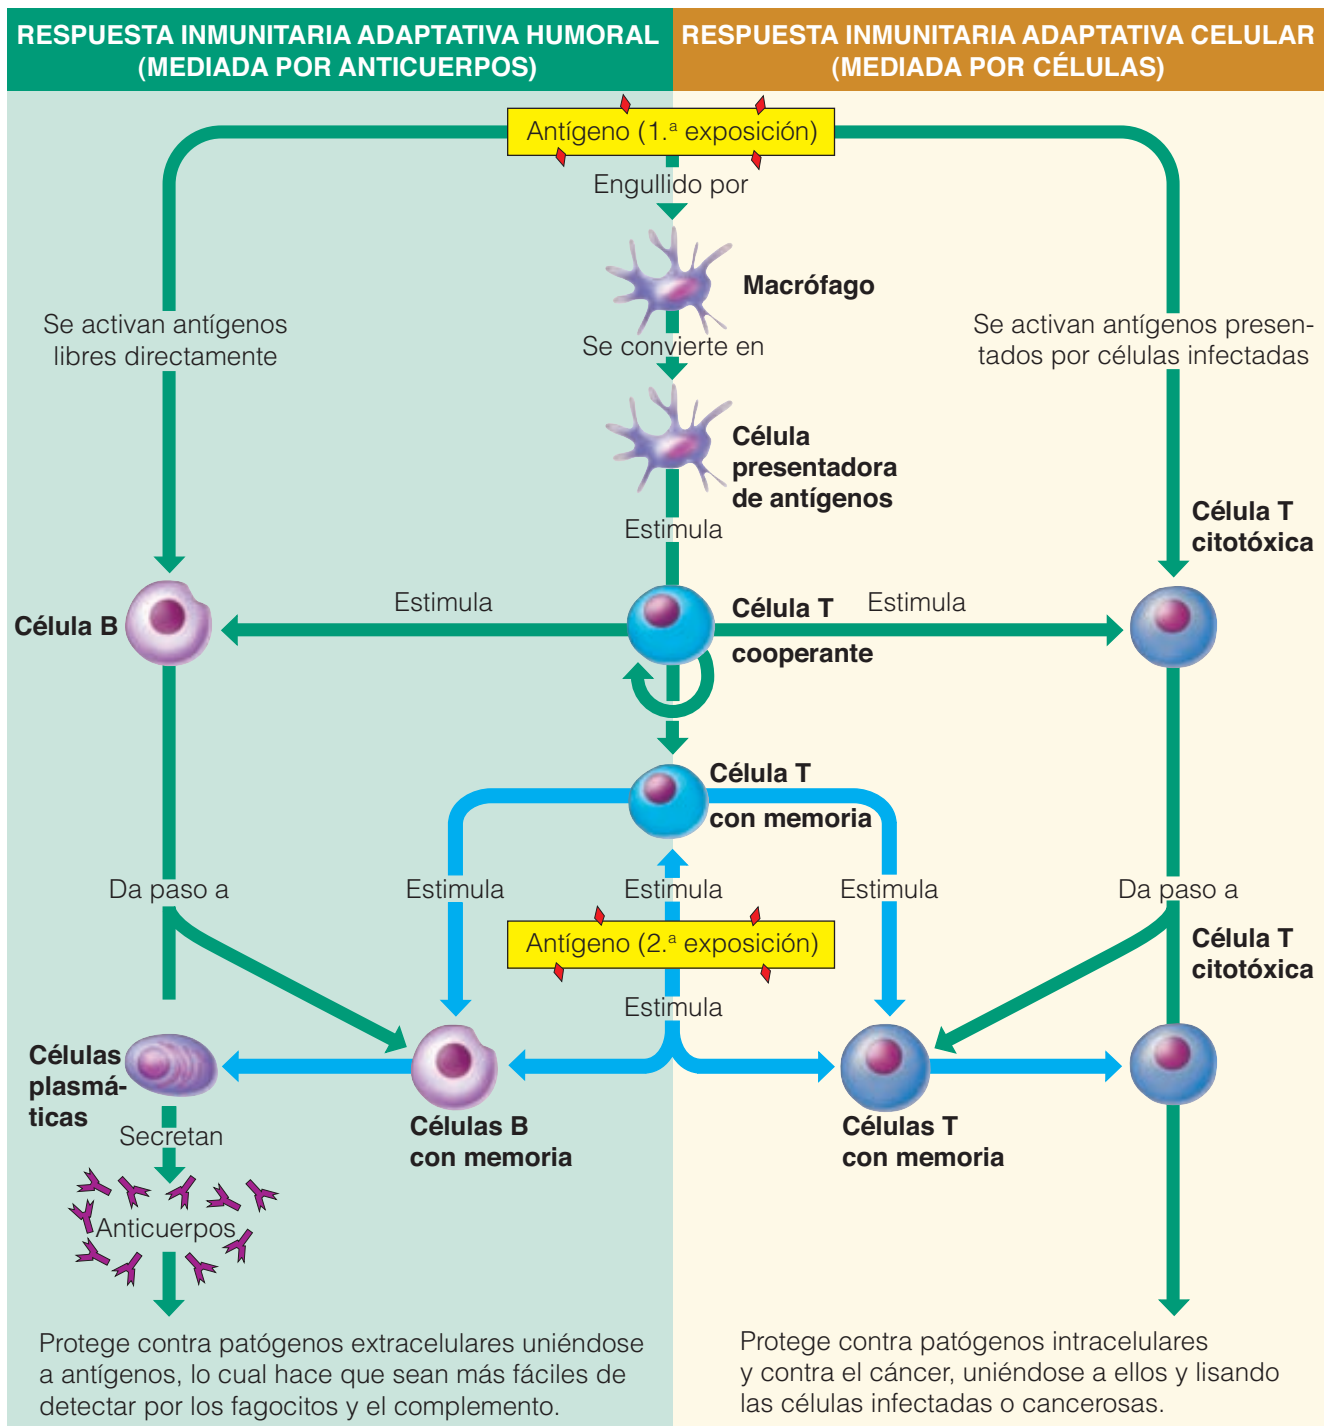 RESPUESTA INMUNITARIA ADAPTATIVA HUMORAL
(MEDIADA POR ANTICUERPOS)
RESPUESTA INMUNITARIA ADAPTATIVA CELULAR
(MEDIADA POR CÉLULAS)
Antígeno (1.ª exposición)
Engullido por
Macrófago
Se activan antígenos
libres directamente
Se convierte en
Se activan antígenos presen-
tados por células infectadas
Célula
presentadora
de antígenos
Estimula
Célula T
citotóxica
Célula B
Estimula
Célula T
cooperante
Estimula
Célula T
con memoria
Da paso a
Estimula
Estimula
Estimula
Da paso a
Antígeno (2.ª exposición)
Célula T
citotóxica
Estimula
Células
plasmá-
ticas
Células B
con memoria
Células T
con memoria
Secretan
Anticuerpos
Protege contra patógenos extracelulares uniéndose
a antígenos, lo cual hace que sean más fáciles de
detectar por los fagocitos y el complemento.
Protege contra patógenos intracelulares
y contra el cáncer, uniéndose a ellos y lisando
las células infectadas o cancerosas.